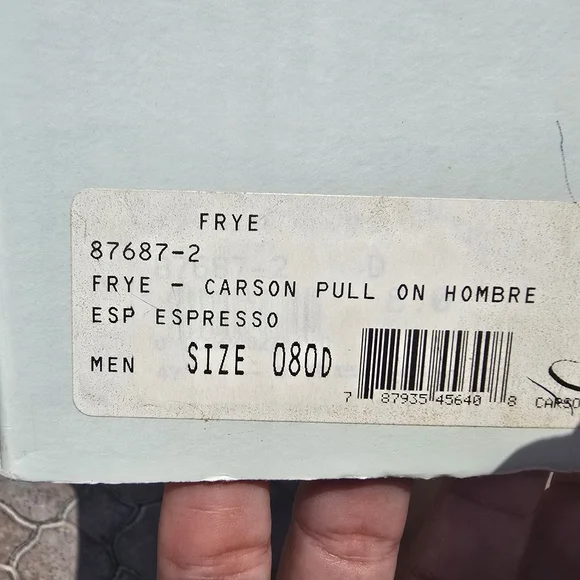 FRYE
87687-2
FRYE - CARSON PULL ON HOMBRE
ESP ESPRESSO
MEN SIZE 080D
7 87935 45640 8